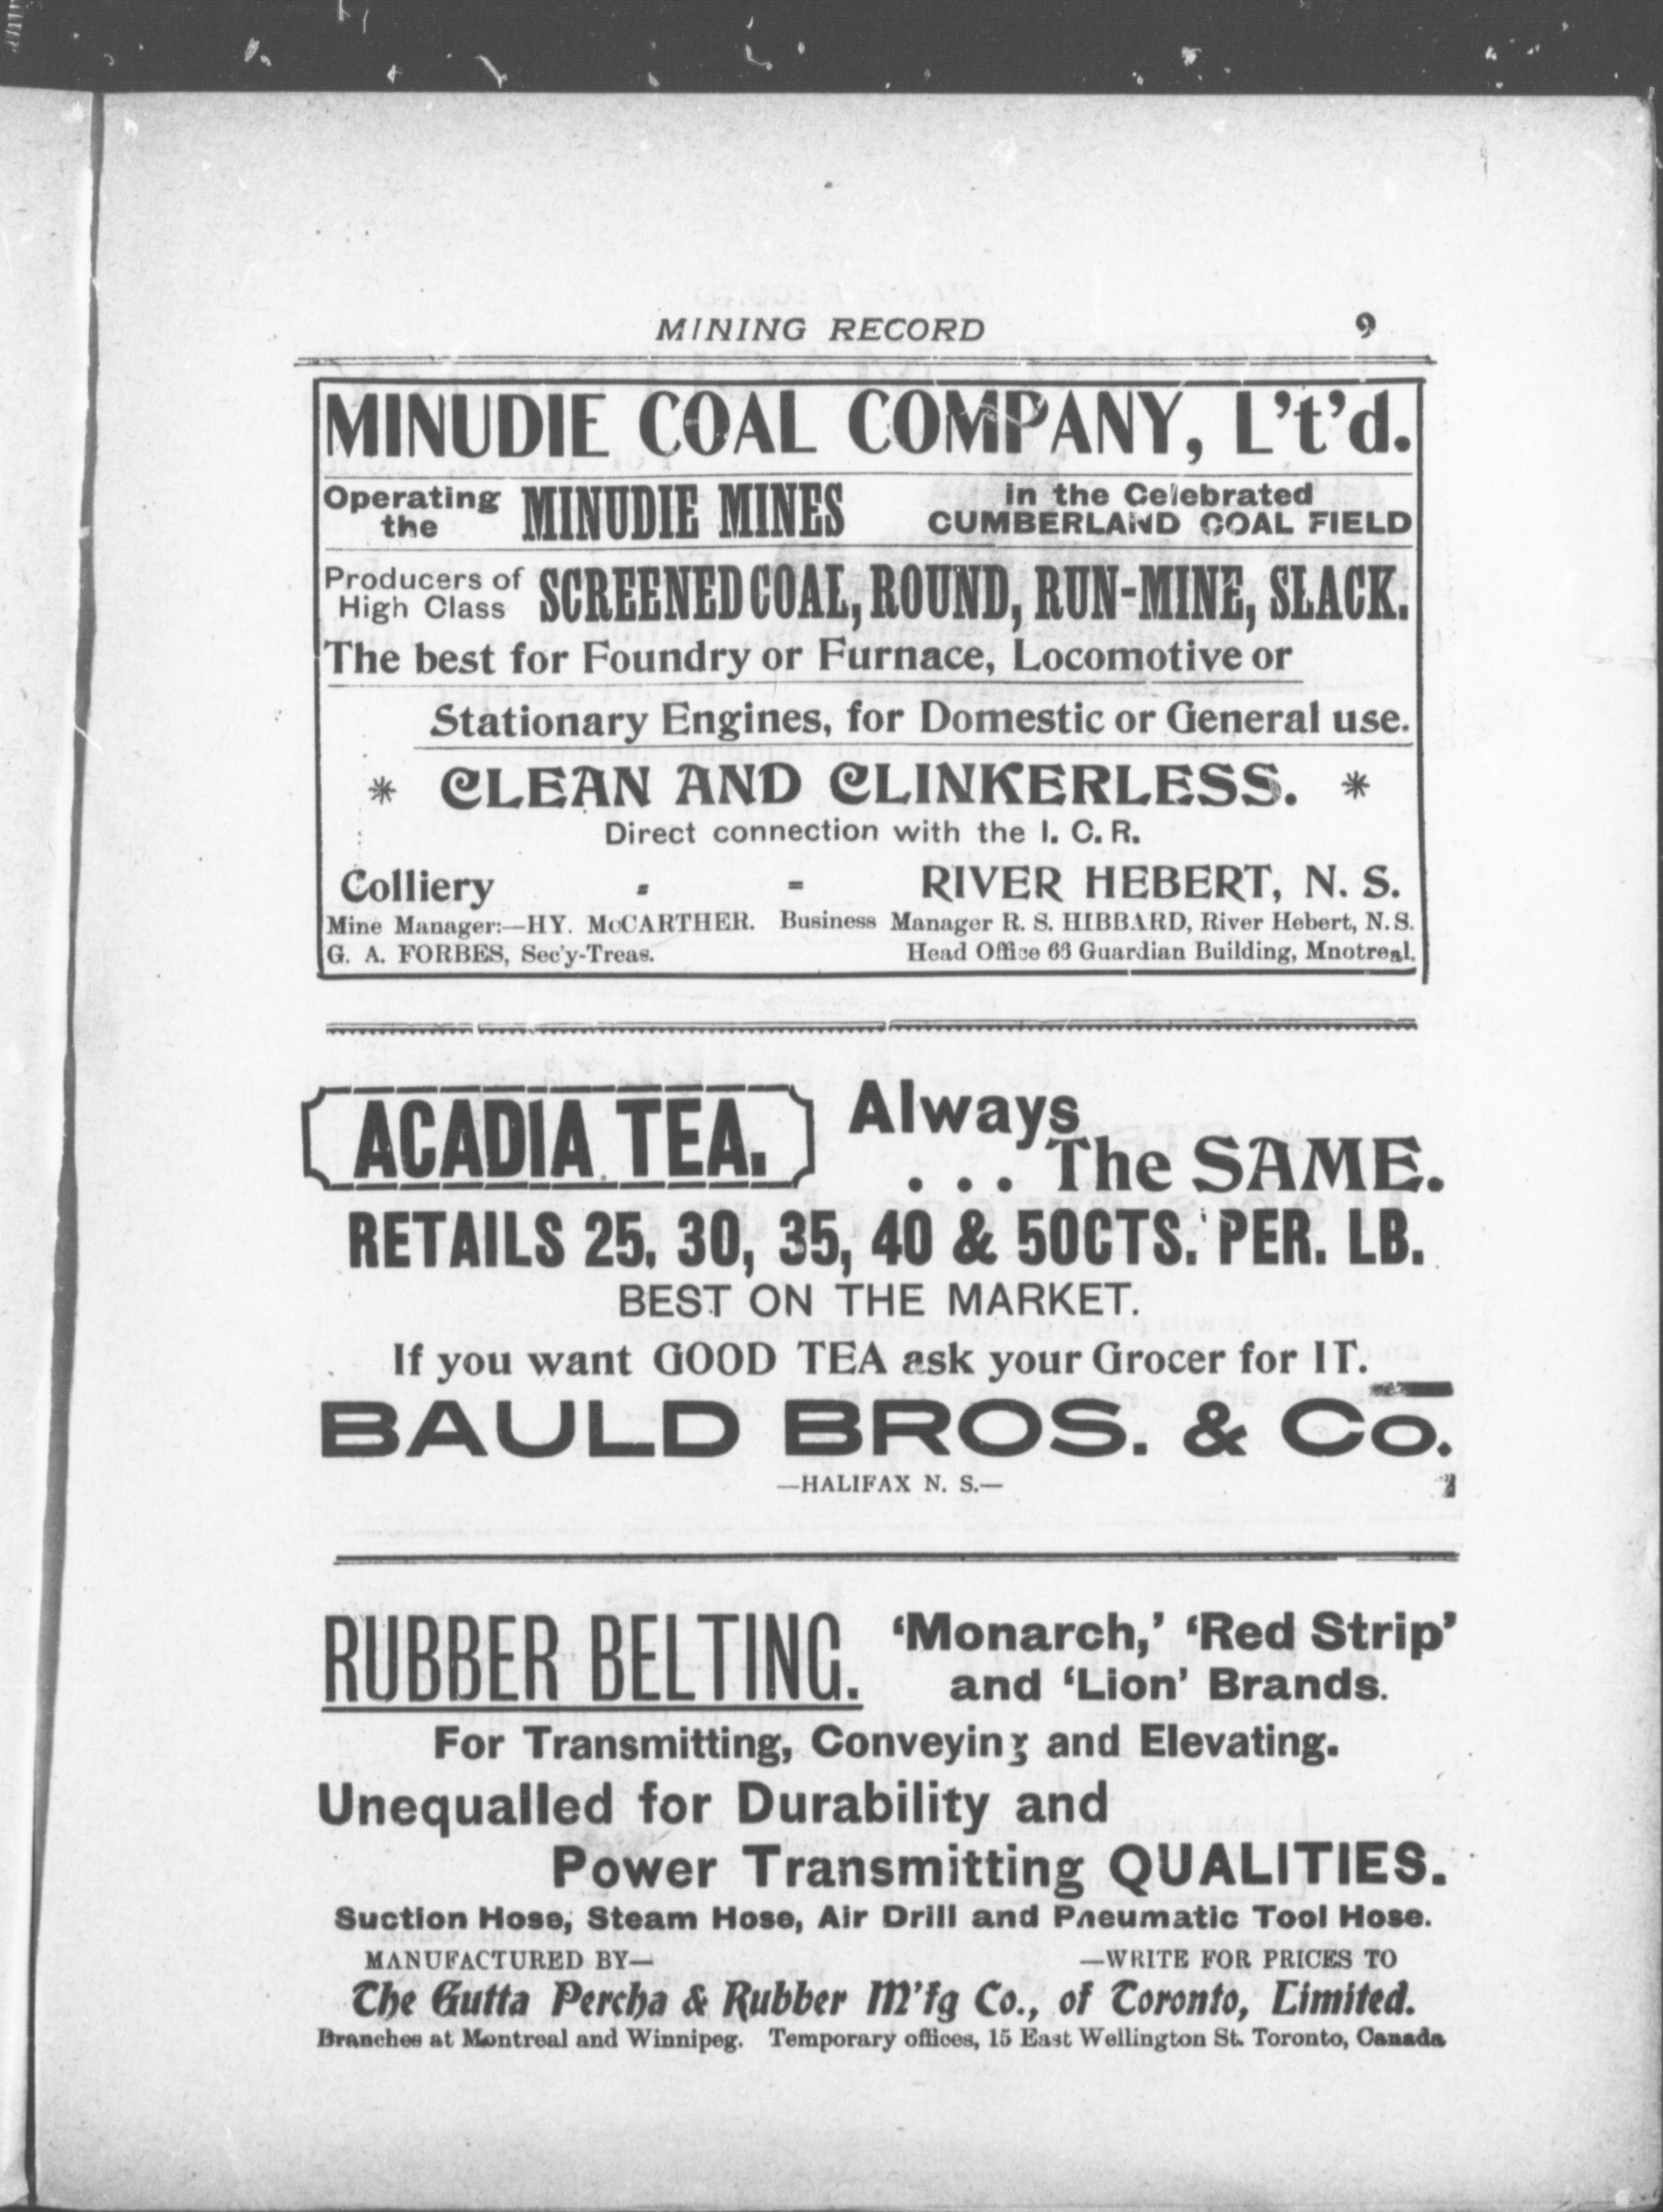 MINING RECORD 9
MINUDIE COAL COMPANY, L't'd.
Operating the MINUDIE MINES in the Celebrated CUMBERLAND COAL FIELD
Producers of High Class SCREENED COAL, ROUND, RUN-MINE, SLACK.
The best for Foundry or Furnace, Locomotive or
Stationary Engines, for Domestic or General use.
* CLEAN AND CLINKERLESS. *
Direct connection with the I. C. R.
Colliery - - RIVER HEBERT, N. S.
Mine Manager:—HY. McCARTHER. Business Manager R. S. HIBBARD, River Hebert, N. S.
G. A. FORBES, Sec'y-Treas. Head Office 66 Guardian Building, Mnotreal.
ACADIA TEA. Always
... The SAME.
RETAILS 25, 30, 35, 40 & 50CTS. PER. LB.
BEST ON THE MARKET.
If you want GOOD TEA ask your Grocer for IT.
BAULD BROS. & Co.
—HALIFAX N. S.—
RUBBER BELTING. 'Monarch,' 'Red Strip'
and 'Lion' Brands.
For Transmitting, Conveying and Elevating.
Unequalled for Durability and
Power Transmitting QUALITIES.
Suction Hose, Steam Hose, Air Drill and Pneumatic Tool Hose.
MANUFACTURED BY— —WRITE FOR PRICES TO
The Gutta Percha & Rubber M'fg Co., of Toronto, Limited.
Branches at Montreal and Winnipeg. Temporary offices, 15 East Wellington St. Toronto, Canada